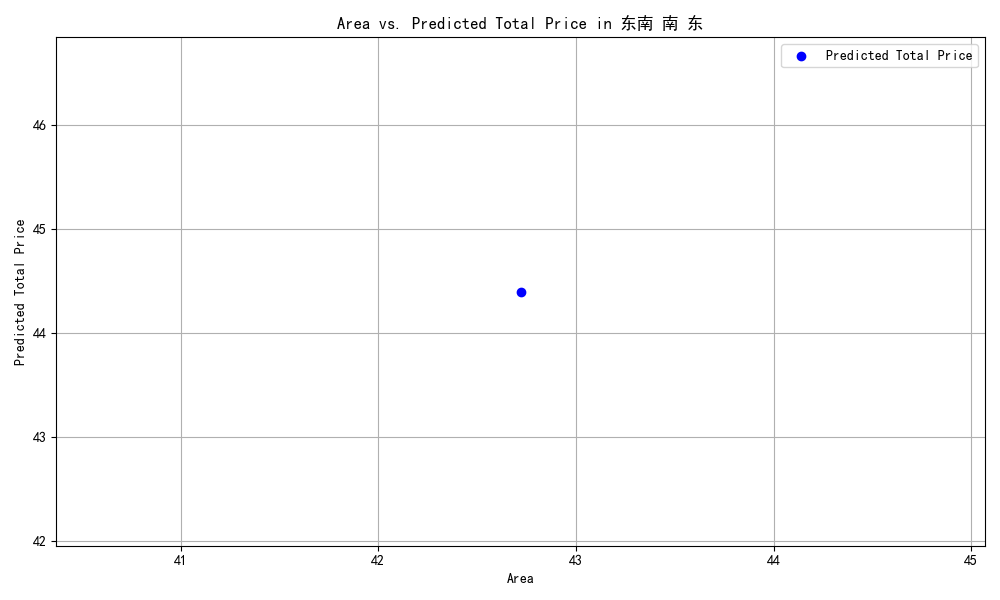 Area vs. Predicted Total Price in 东南 南 东
Predicted Total Price
46
45
44
43
42
Predicted Total Price
41 42 43 44 45
Area